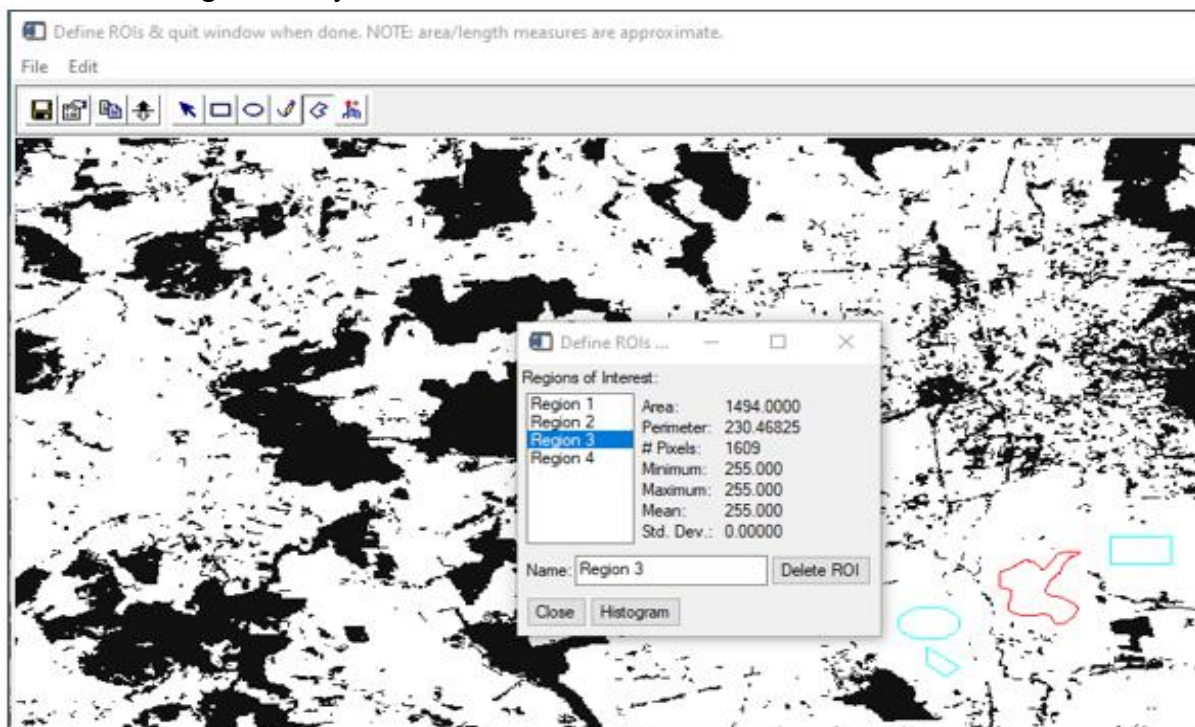 Define ROIs & quit window when done. NOTE: area/length measures are approximate.
File Edit
Define ROIs ...
Regions of Interest:
Region 1
Region 2
Region 3
Region 4
Area: 1494.0000
Perimeter: 230.46825
# Pixels: 1609
Minimum: 255.000
Maximum: 255.000
Mean: 255.000
Std. Dev.: 0.00000
Name: Region 3 Delete ROI
Close Histogram